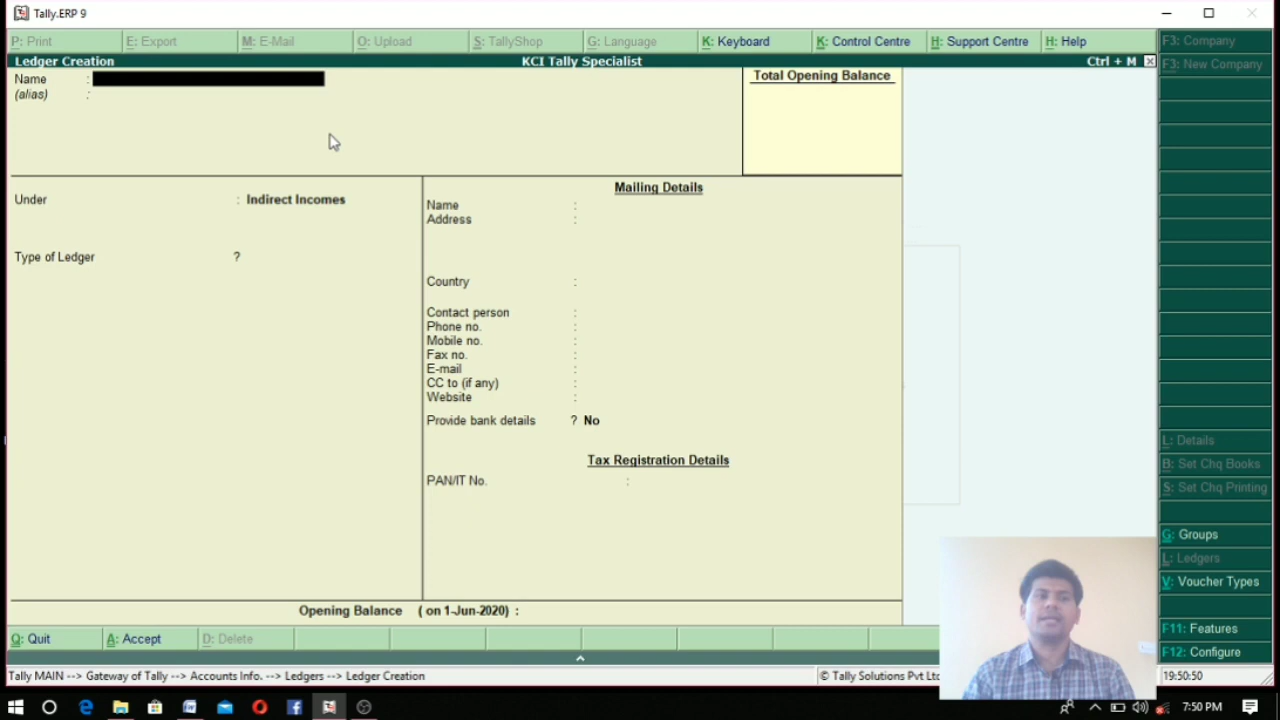 Tally.ERP 9
P: Print E: Export M: E-Mail O: Upload S: TallyShop G: Language K: Keyboard K: Control Centre H: Support Centre H: Help F3: Company
Ledger Creation KCI Tally Specialist Ctrl + M F3: New Company
Name : Total Opening Balance
(alias) :
Under : Indirect Incomes
Type of Ledger ?
Mailing Details
Name :
Address :
Country :
Contact person :
Phone no. :
Mobile no. :
Fax no. :
E-mail :
CC to (if any) :
Website :
Provide bank details ? No
Tax Registration Details
PAN/IT No. :
Opening Balance ( on 1-Jun-2020) :
L: Details
B: Set Chq Books
S: Set Chq Printing
G: Groups
L: Ledgers
V: Voucher Types
F11: Features
F12: Configure
Q: Quit A: Accept D: Delete
Tally MAIN --> Gateway of Tally --> Accounts Info. --> Ledgers --> Ledger Creation © Tally Solutions Pvt Ltd 19:50:50
7:50 PM